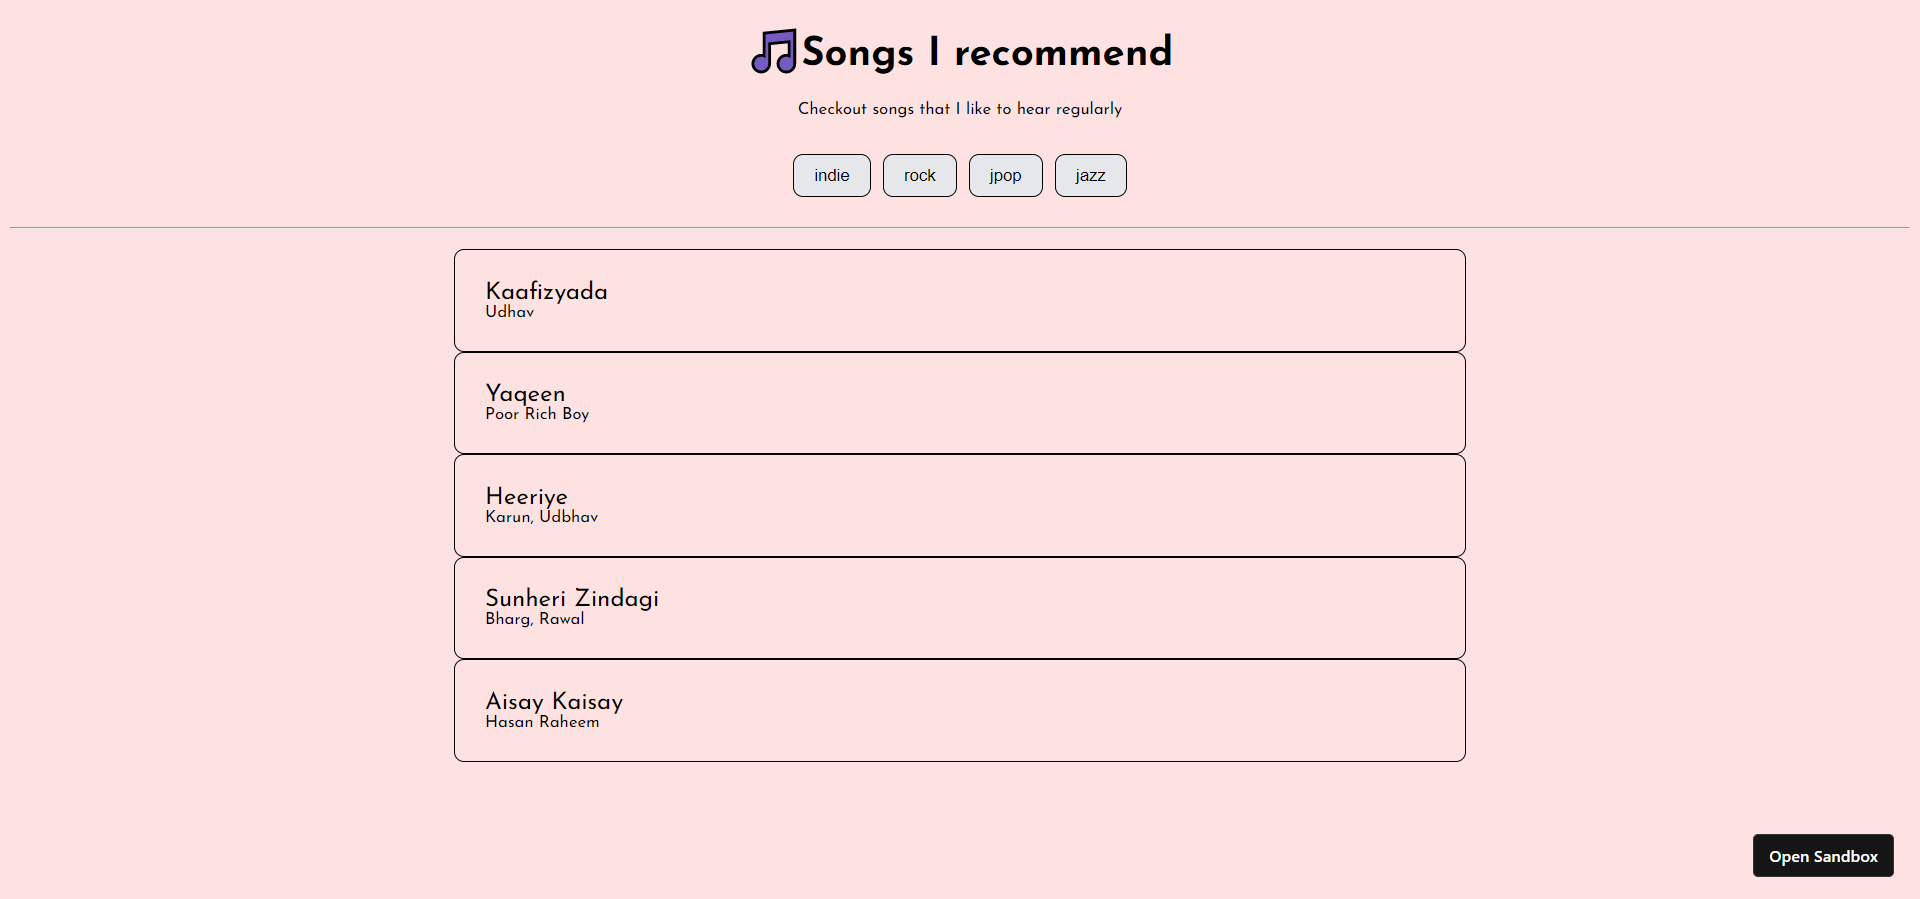 Songs I recommend
Checkout songs that I like to hear regularly
indie rock jpop jazz
Kaafizyada
Udhav
Yaqeen
Poor Rich Boy
Heeriye
Karun, Udbhav
Sunheri Zindagi
Bharg, Rawal
Aisay Kaisay
Hasan Raheem
Open Sandbox